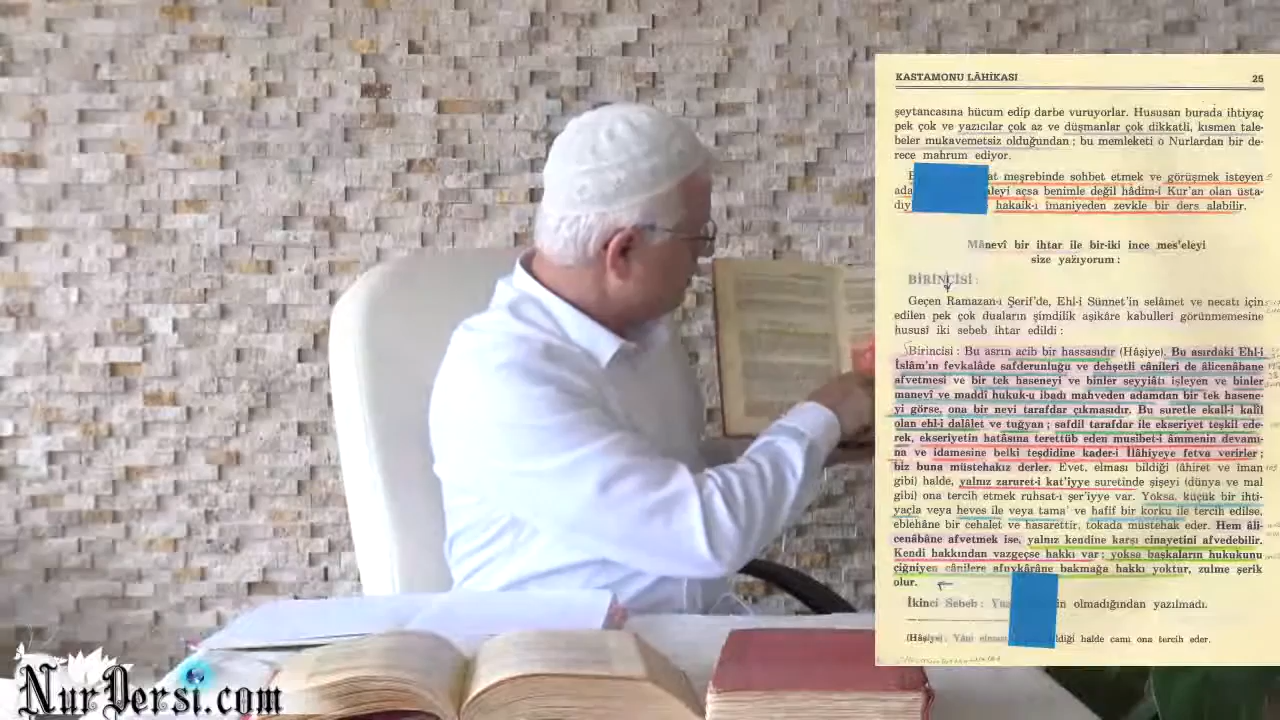 KASTAMONU LÂHİKASI 25
şeytancasına hücum edip darbe vuruyorlar. Hususan burada ihtiyaç
pek çok ve yazıcılar çok az ve düşmanlar çok dikkatli, kısmen tale-
beler mukavemetsiz olduğundan ; bu memleketi o Nurlardan bir de-
rece mahrum ediyor.
meşrebinde sohbet etmek ve görüşmek isteyen
açsa benimle değil hâdim-i Kur'an olan üsta-
hakaik-ı imaniyeden zevkle bir ders alabilir.
Mânevî bir ihtar ile bir-iki ince mes'eleyi
size yazıyorum :
BİRİNCİSİ :
Geçen Ramazan-ı Şerif'de, Ehl-i Sünnet'in selâmet ve necatı için
edilen pek çok duaların şimdilik aşikâre kabulleri görünmemesine
hususî iki sebeb ihtar edildi :
Birincisi : Bu asrın acib bir hassasıdır (Hâşiye). Bu asırdaki Ehl-i
İslâm'ın fevkalâde safderunluğu ve dehşetli cânileri de âlicenâbane
afvetmesi ve bir tek haseneyi ve binler seyyiâtı işleyen ve binler
manevî ve maddî hukuk-u ibadı mahveden adamdan bir tek hasene-
yi görse, ona bir nevi tarafdar çıkmasıdır. Bu suretle ekall-i kalîl
olan ehl-i dalâlet ve tuğyan ; safdil tarafdar ile ekseriyet teşkil ede-
rek, ekseriyetin hatâsına terettüb eden musibet-i âmmenin devamı-
na ve idamesine belki teşdidine kader-i İlâhiyeye fetva verirler ;
biz buna müstehakız derler. Evet, elması bildiği (âhiret ve iman
gibi) halde, yalnız zaruret-i kat'iyye suretinde şişeyi (dünya ve mal
gibi) ona tercih etmek ruhsat-ı şer'iyye var. Yoksa, küçük bir ihti-
yaçla veya heves ile veya tama' ve hafif bir korku ile tercih edilse,
eblehâne bir cehalet ve hasarettir, tokada müstehak eder. Hem âli-
cenâbâne afvetmek ise, yalnız kendine karşı cinayetini afvedebilir.
Kendi hakkından vazgeçse hakkı var ; yoksa başkaların hukukunu
çiğniyen cânilere afuvkârâne bakmağa hakkı yoktur, zulme şerik
olur.
İkinci Sebeb : olmadığından yazılmadı.
(Hâşiye) : Yâni halde camı ona tercih eder.
NurDersi.com